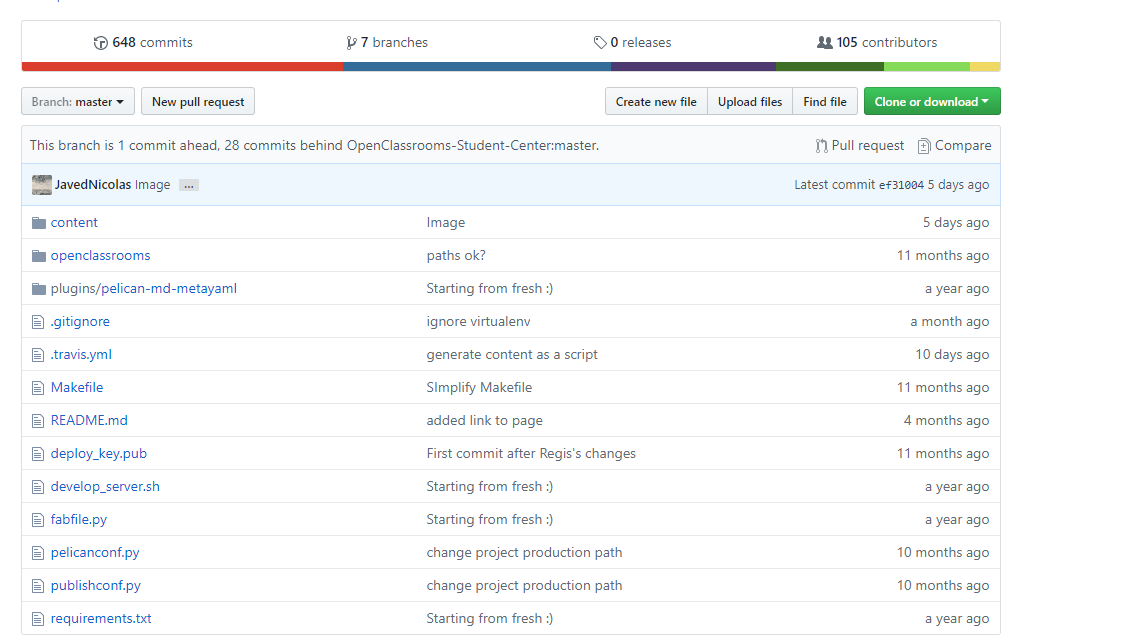 648 commits 7 branches 0 releases 105 contributors
Branch: master New pull request Create new file Upload files Find file Clone or download
This branch is 1 commit ahead, 28 commits behind OpenClassrooms-Student-Center:master. Pull request Compare
JavedNicolas Image ... Latest commit ef31004 5 days ago
content Image 5 days ago
openclassrooms paths ok? 11 months ago
plugins/pelican-md-metayaml Starting from fresh :) a year ago
.gitignore ignore virtualenv a month ago
.travis.yml generate content as a script 10 days ago
Makefile SImplify Makefile 11 months ago
README.md added link to page 4 months ago
deploy_key.pub First commit after Regis's changes 11 months ago
develop_server.sh Starting from fresh :) a year ago
fabfile.py Starting from fresh :) a year ago
pelicanconf.py change project production path 10 months ago
publishconf.py change project production path 10 months ago
requirements.txt Starting from fresh :) a year ago